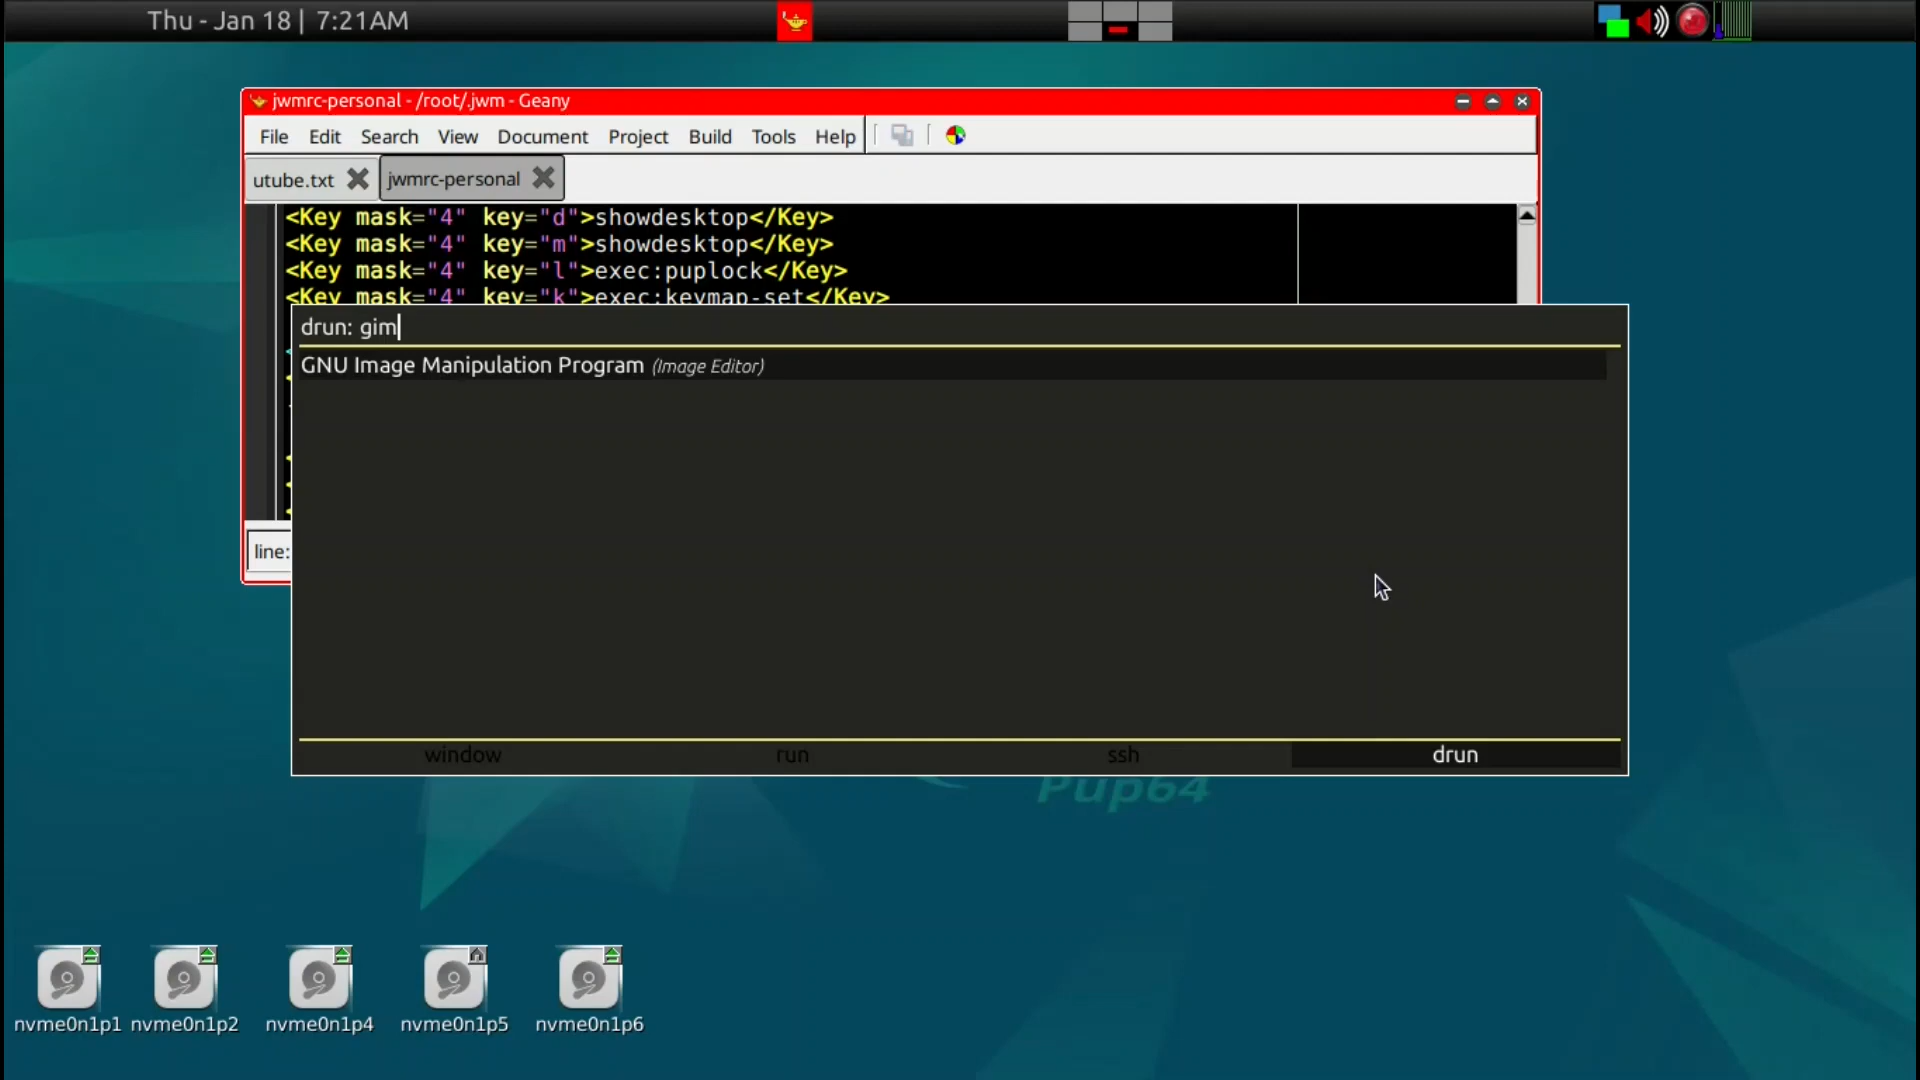 Thu - Jan 18 | 7:21AM
jwmrc-personal - /root/.jwm - Geany
File Edit Search View Document Project Build Tools Help
utube.txt jwmrc-personal
<Key mask="4" key="d">showdesktop</Key>
<Key mask="4" key="m">showdesktop</Key>
<Key mask="4" key="l">exec:puplock</Key>
<Key mask="4" key="k">exec:keymap-set</Key>
drun: gim
GNU Image Manipulation Program (Image Editor)
line:
window run ssh drun
Pup64
nvme0n1p1 nvme0n1p2 nvme0n1p4 nvme0n1p5 nvme0n1p6